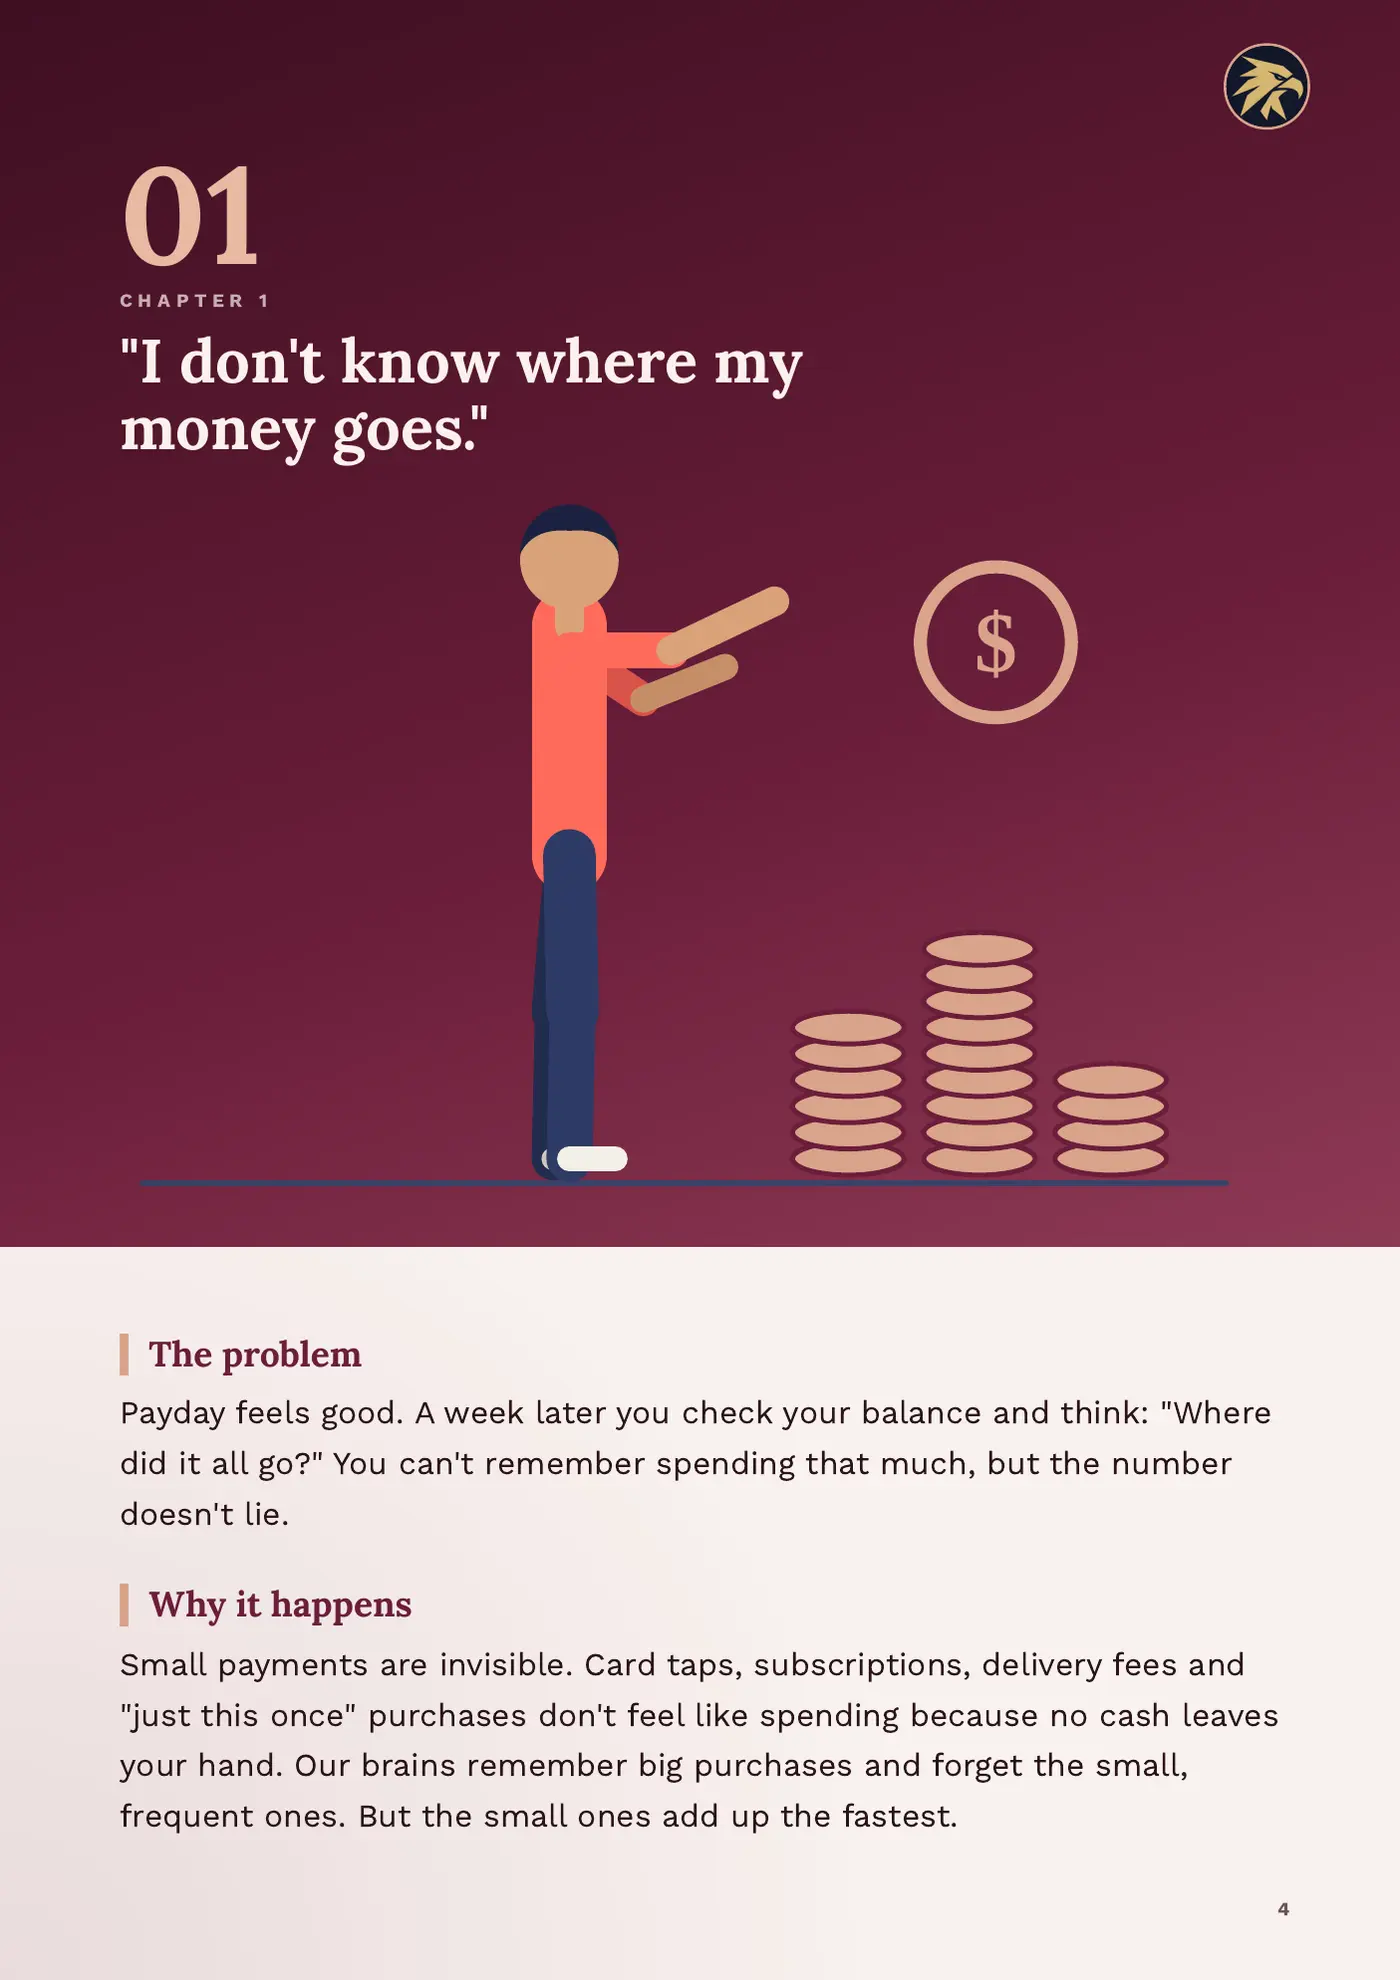 01
CHAPTER 1
"I don't know where my
money goes."
$
The problem
Payday feels good. A week later you check your balance and think: "Where
did it all go?" You can't remember spending that much, but the number
doesn't lie.
Why it happens
Small payments are invisible. Card taps, subscriptions, delivery fees and
"just this once" purchases don't feel like spending because no cash leaves
your hand. Our brains remember big purchases and forget the small,
frequent ones. But the small ones add up the fastest.
4